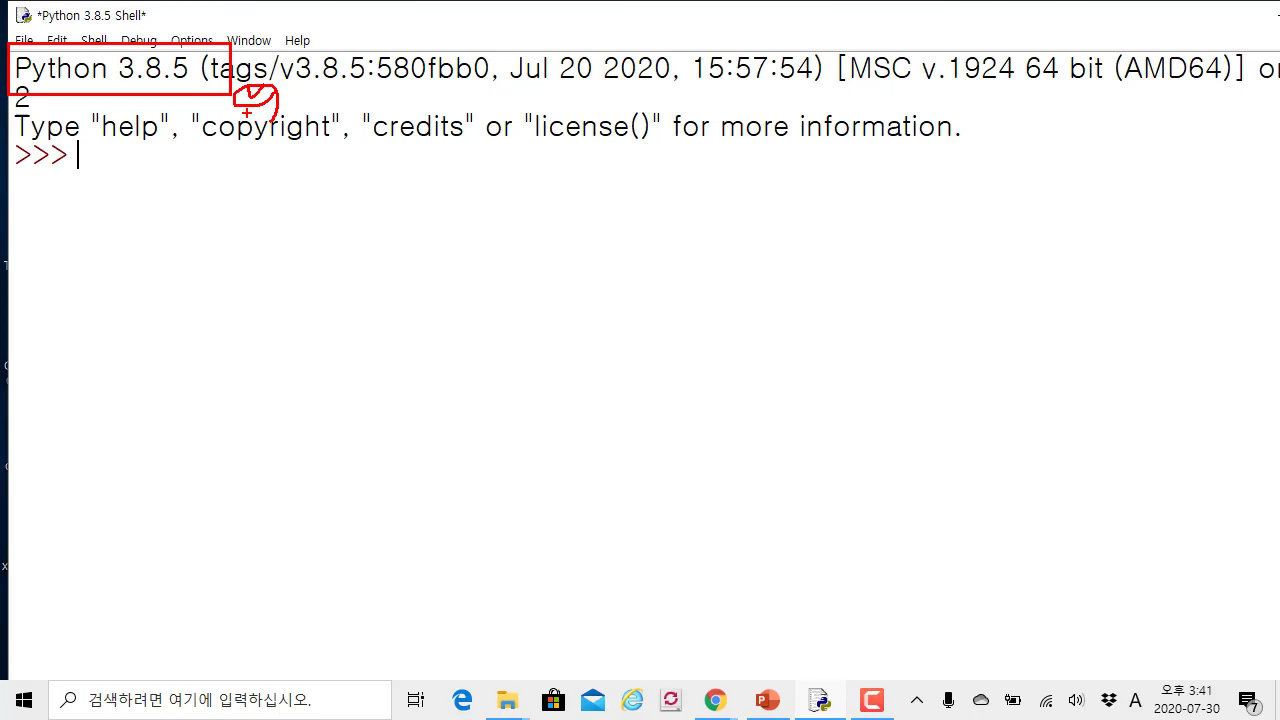 *Python 3.8.5 Shell*
File Edit Shell Debug Options Window Help
Python 3.8.5 (tags/v3.8.5:580fbb0, Jul 20 2020, 15:57:54) [MSC v.1924 64 bit (AMD64)]
2
Type "help", "copyright", "credits" or "license()" for more information.
>>>
검색하려면 여기에 입력하십시오.
A
오후 3:41
2020-07-30
7